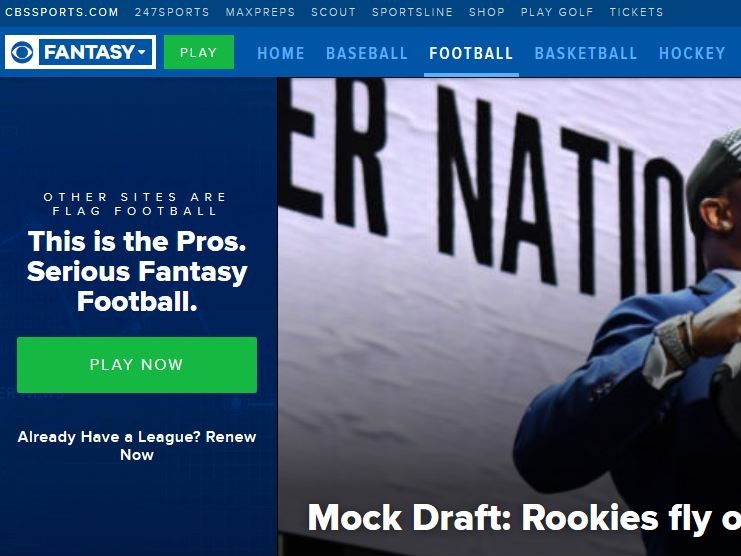 CBSSPORTS.COM 247SPORTS MAXPREPS SCOUT SPORTSLINE SHOP PLAY GOLF TICKETS
FANTASY PLAY HOME BASEBALL FOOTBALL BASKETBALL HOCKEY
OTHER SITES ARE
FLAG FOOTBALL
This is the Pros.
Serious Fantasy
Football.
PLAY NOW
Already Have a League? Renew
Now
ER NATIO
Mock Draft: Rookies fly o